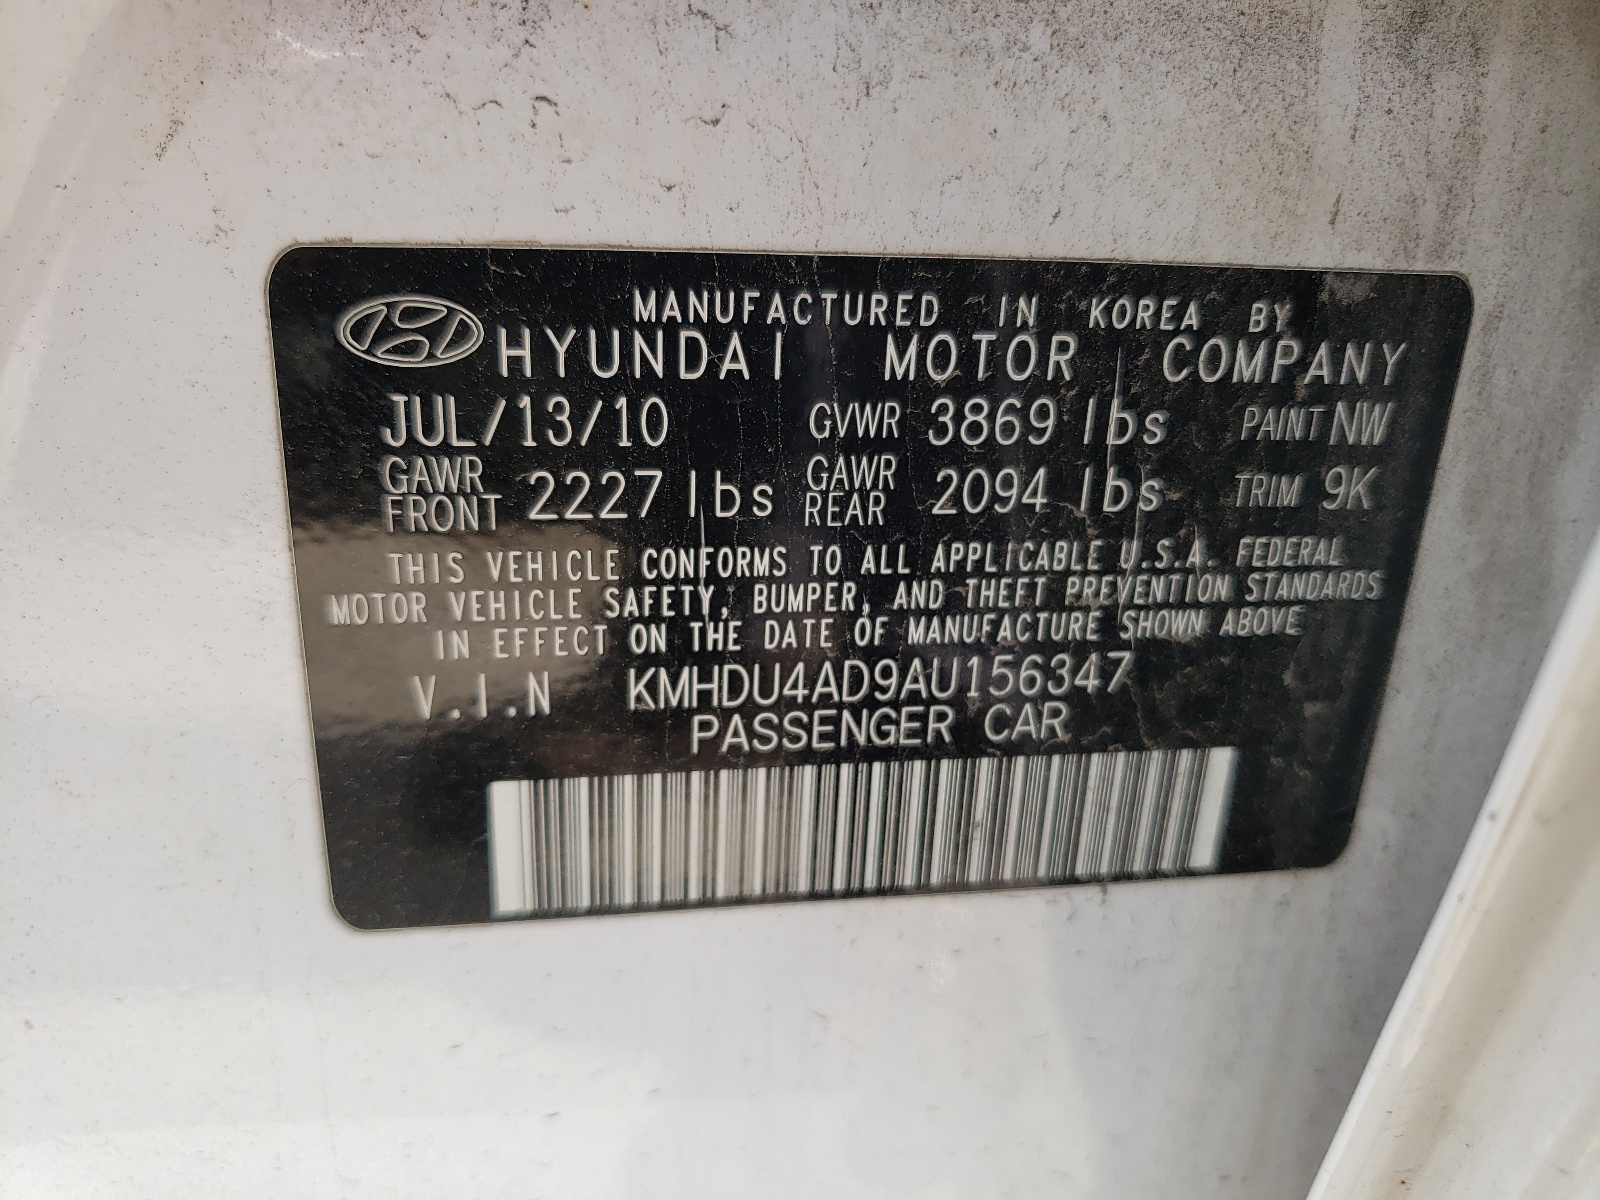 MANUFACTURED IN KOREA BY
HYUNDAI MOTOR COMPANY
JUL/13/10 GVWR 3869 lbs PAINT NW
GAWR FRONT 2227 lbs GAWR REAR 2094 lbs TRIM 9K
THIS VEHICLE CONFORMS TO ALL APPLICABLE U.S.A. FEDERAL
MOTOR VEHICLE SAFETY, BUMPER, AND THEFT PREVENTION STANDARDS
IN EFFECT ON THE DATE OF MANUFACTURE SHOWN ABOVE
V.I.N KMHDU4AD9AU156347
PASSENGER CAR